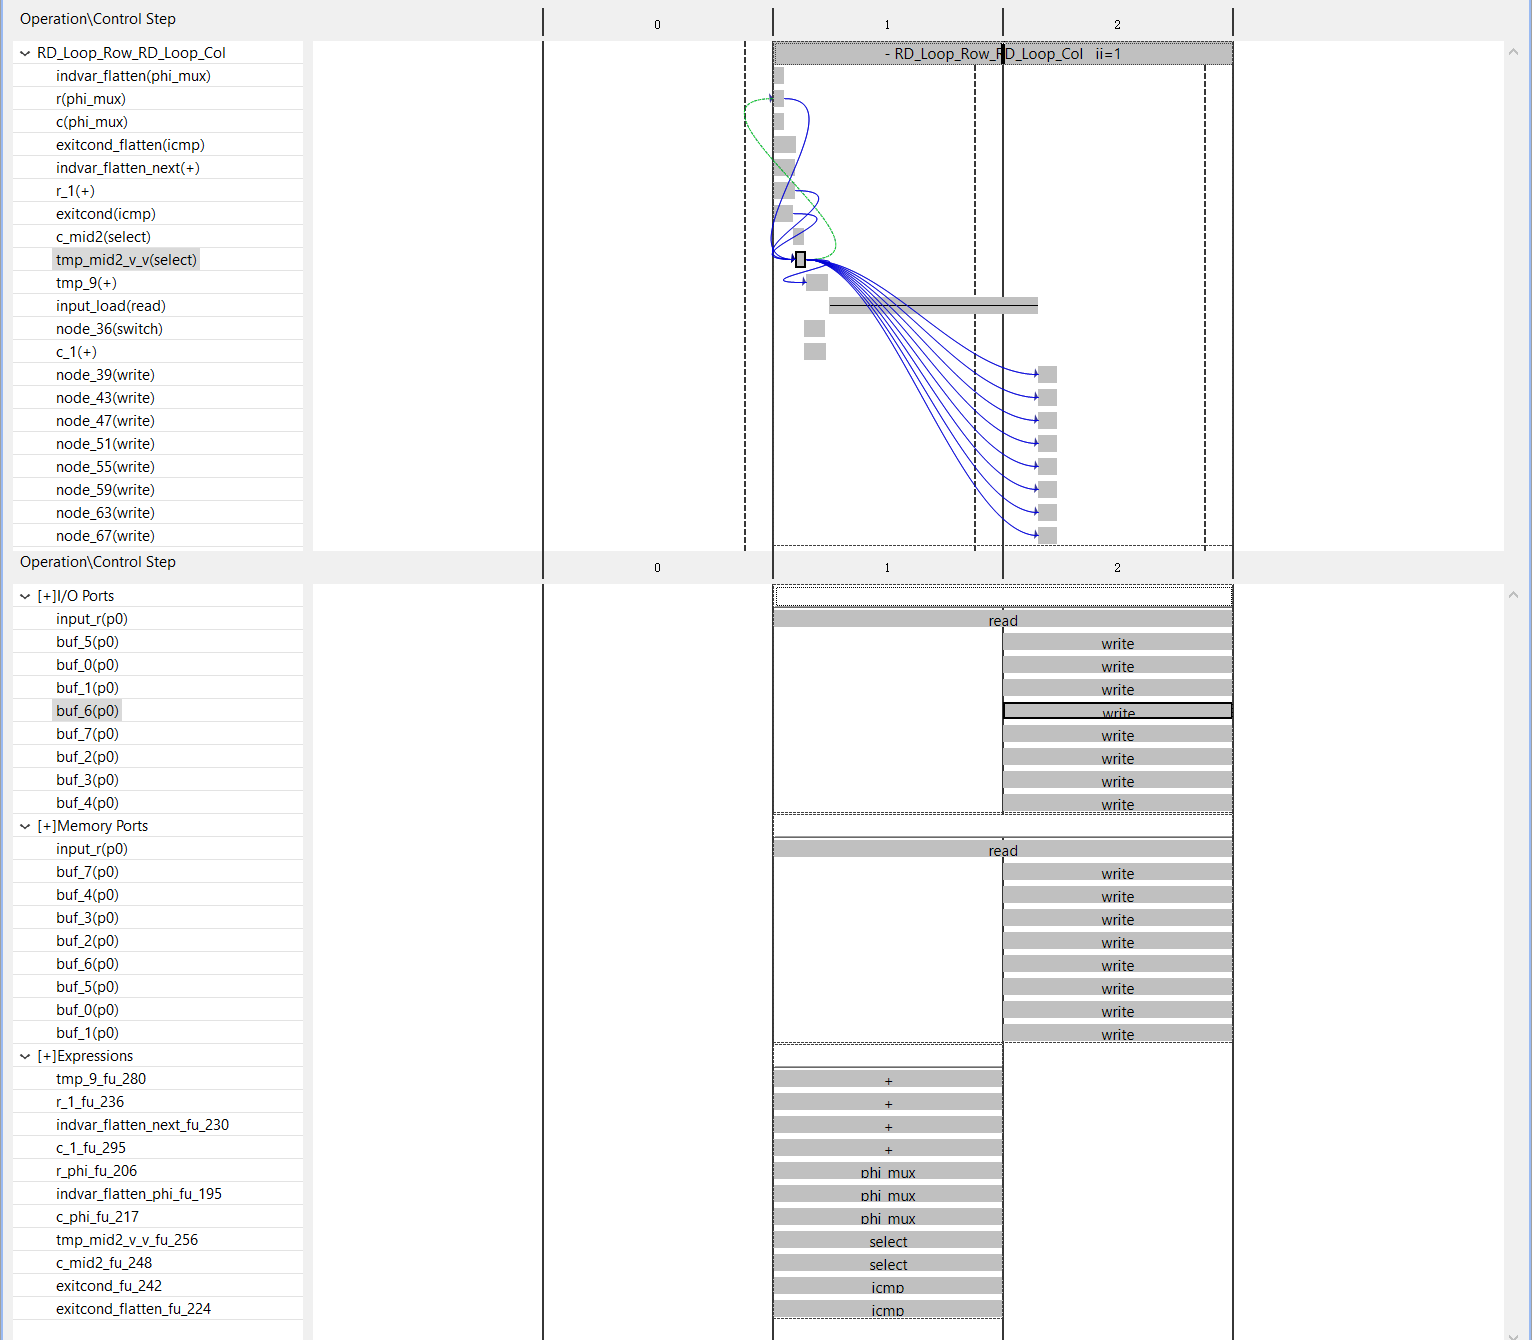 Operation\Control Step 0 1 2
RD_Loop_Row_RD_Loop_Col - RD_Loop_Row_RD_Loop_Col ii=1
indvar_flatten(phi_mux)
r(phi_mux)
c(phi_mux)
exitcond_flatten(icmp)
indvar_flatten_next(+)
r_1(+)
exitcond(icmp)
c_mid2(select)
tmp_mid2_v_v(select)
tmp_9(+)
input_load(read)
node_36(switch)
c_1(+)
node_39(write)
node_43(write)
node_47(write)
node_51(write)
node_55(write)
node_59(write)
node_63(write)
node_67(write)
Operation\Control Step 0 1 2
[+]I/O Ports
input_r(p0) read
buf_5(p0) write
buf_0(p0) write
buf_1(p0) write
buf_6(p0) write
buf_7(p0) write
buf_2(p0) write
buf_3(p0) write
buf_4(p0) write
[+]Memory Ports
input_r(p0) read
buf_7(p0) write
buf_4(p0) write
buf_3(p0) write
buf_2(p0) write
buf_6(p0) write
buf_5(p0) write
buf_0(p0) write
buf_1(p0) write
[+]Expressions
tmp_9_fu_280 +
r_1_fu_236 +
indvar_flatten_next_fu_230 +
c_1_fu_295 +
r_phi_fu_206 phi_mux
indvar_flatten_phi_fu_195 phi_mux
c_phi_fu_217 phi_mux
tmp_mid2_v_v_fu_256 select
c_mid2_fu_248 select
exitcond_fu_242 icmp
exitcond_flatten_fu_224 icmp